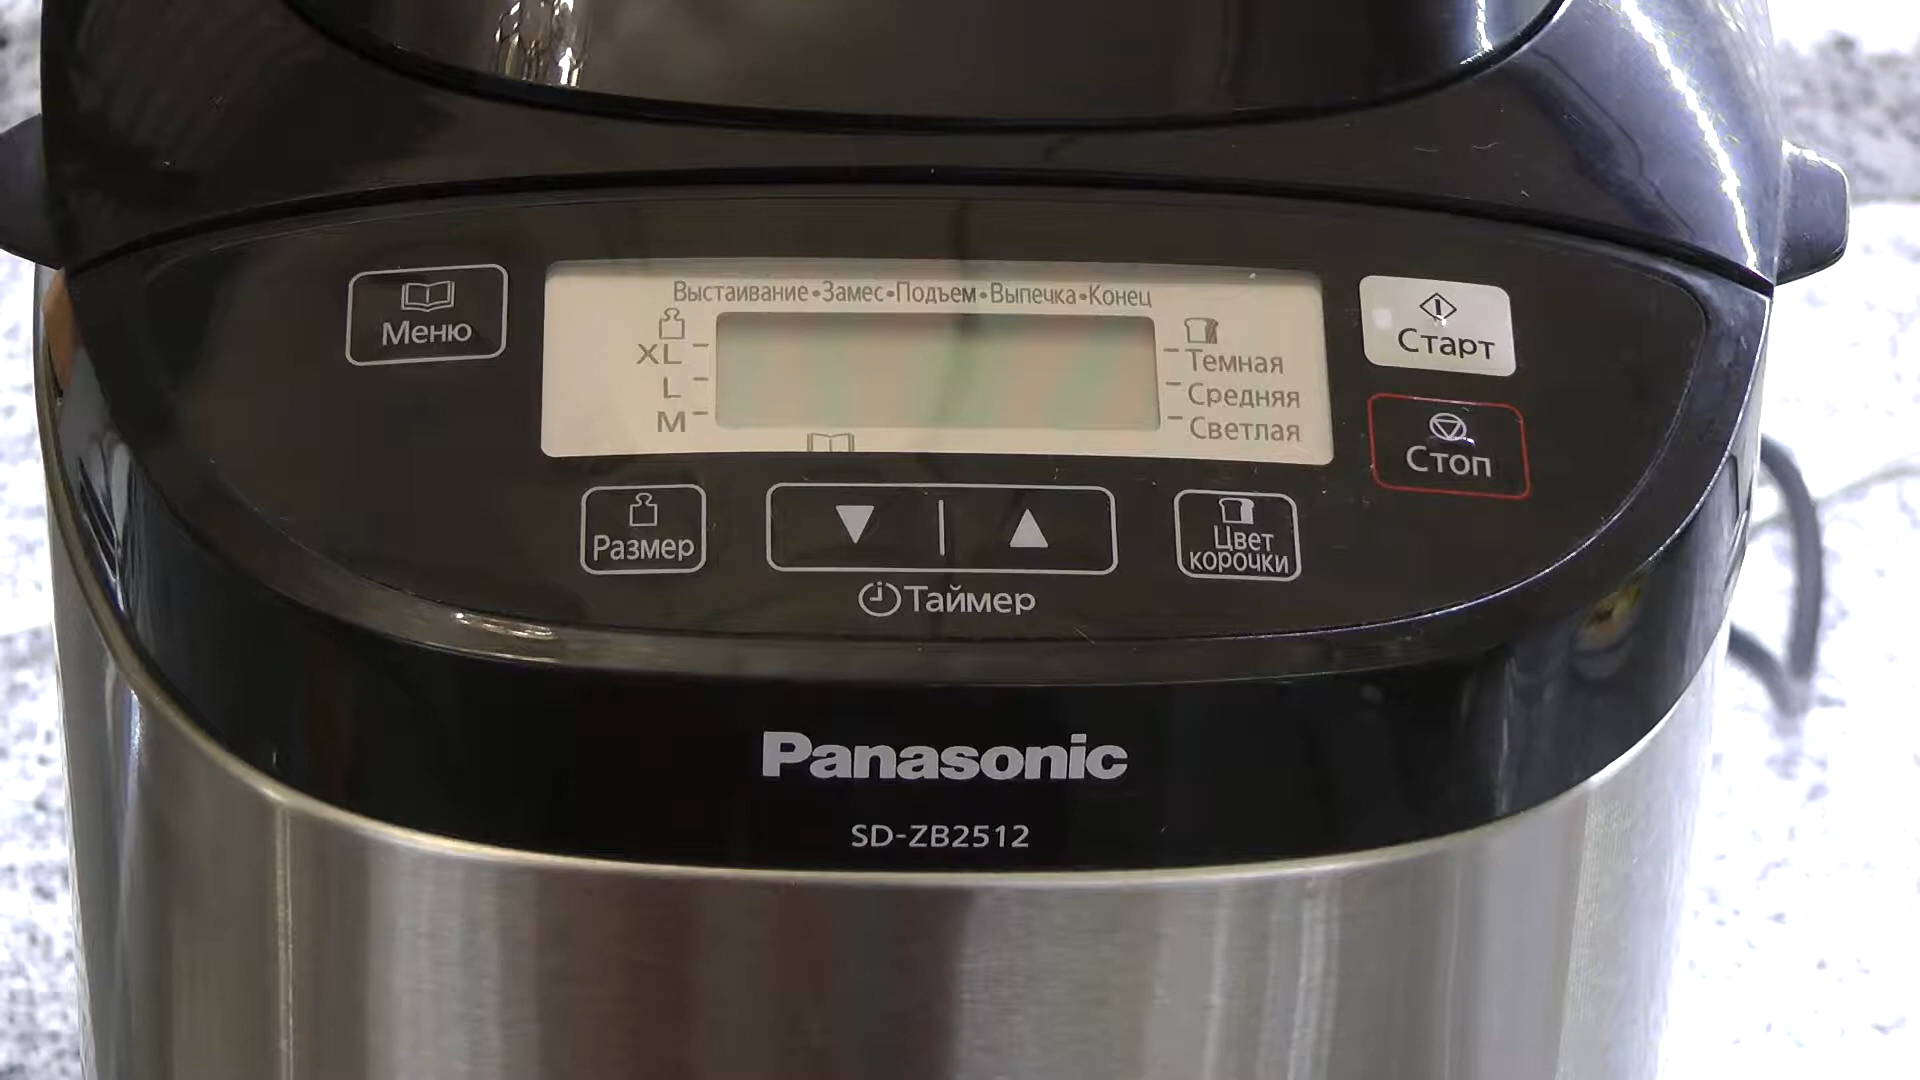 Меню
Выстаивание•Замес•Подъем•Выпечка•Конец
XL
L
M
Темная
Средняя
Светлая
Старт
Стоп
Размер
▼ | ▲
Таймер
Цвет
корочки
Panasonic
SD-ZB2512